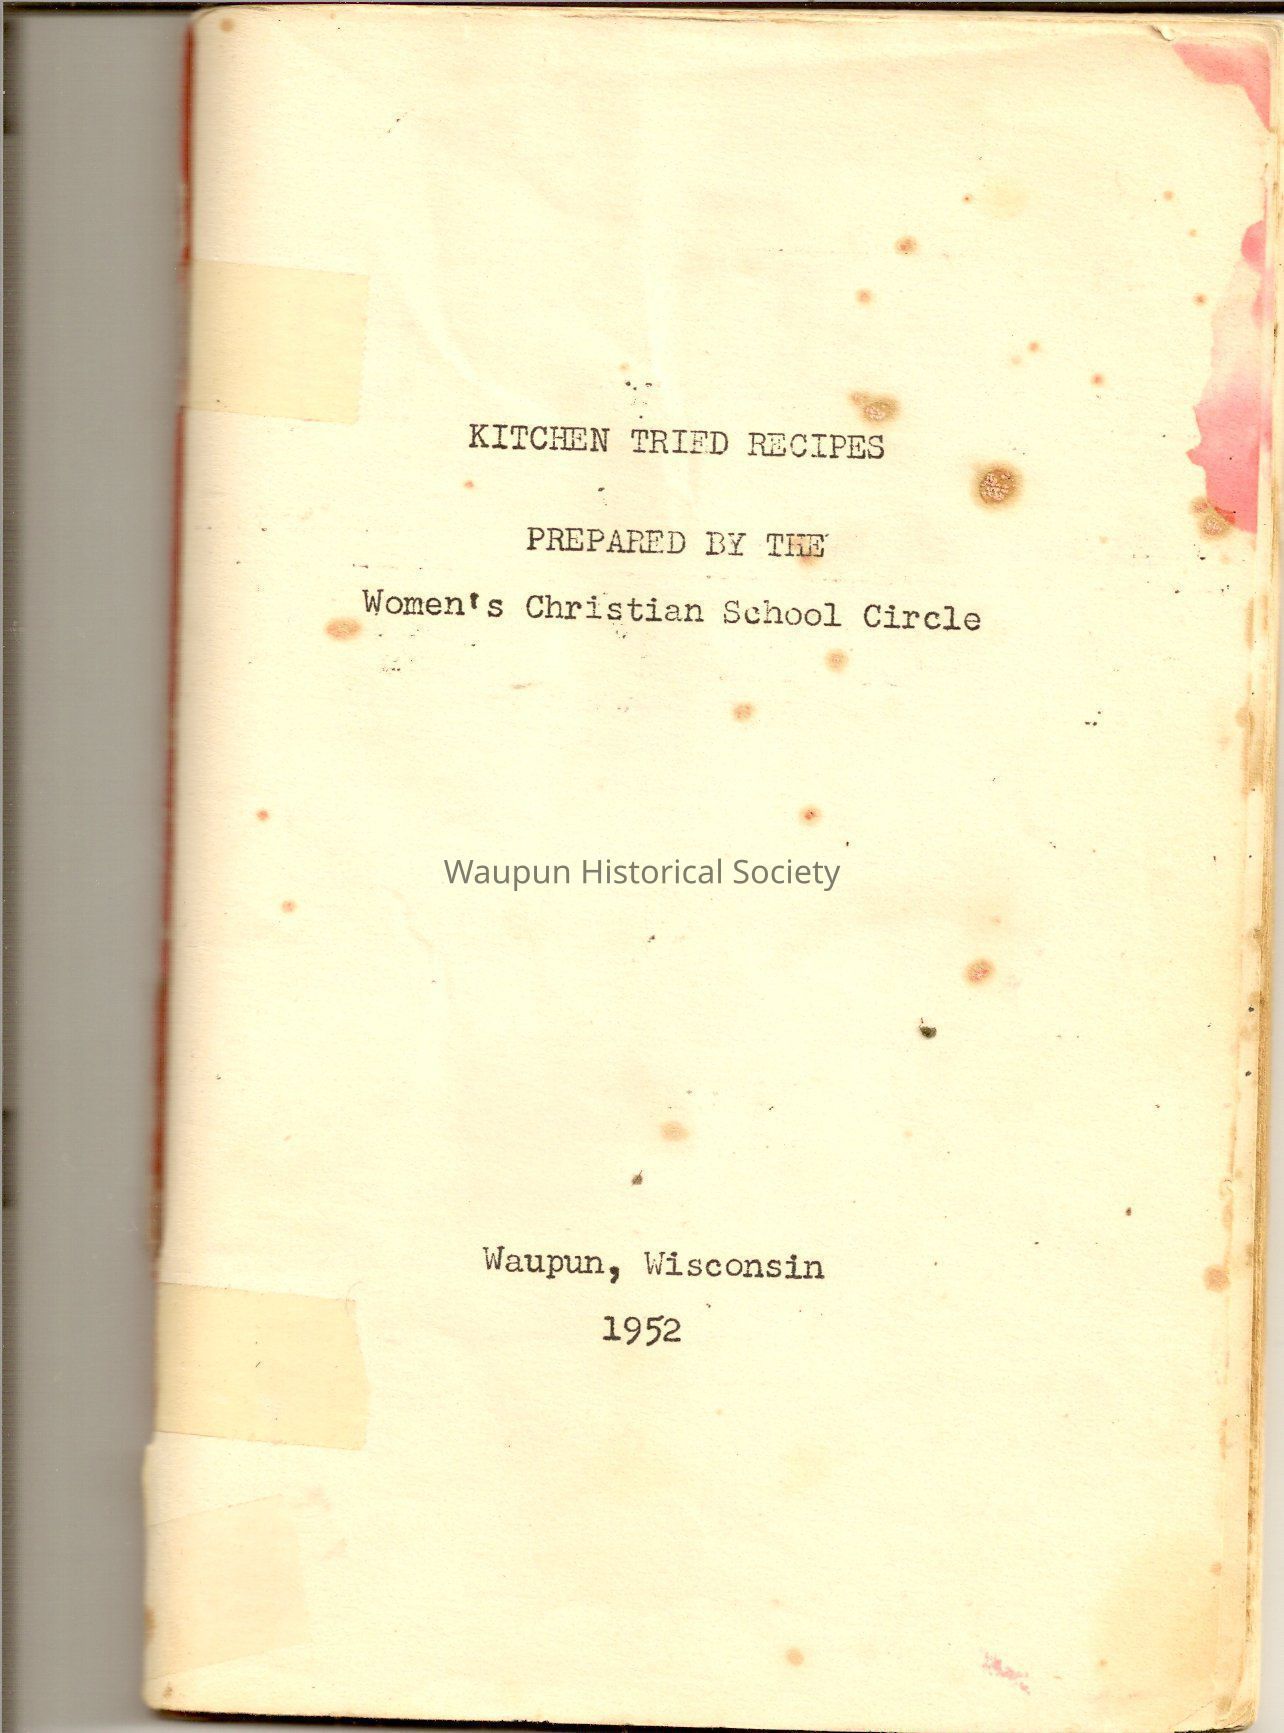 KITCHEN TRIED RECIPES
PREPARED BY THE
Women's Christian School Circle
Waupun Historical Society
Waupun, Wisconsin
1952